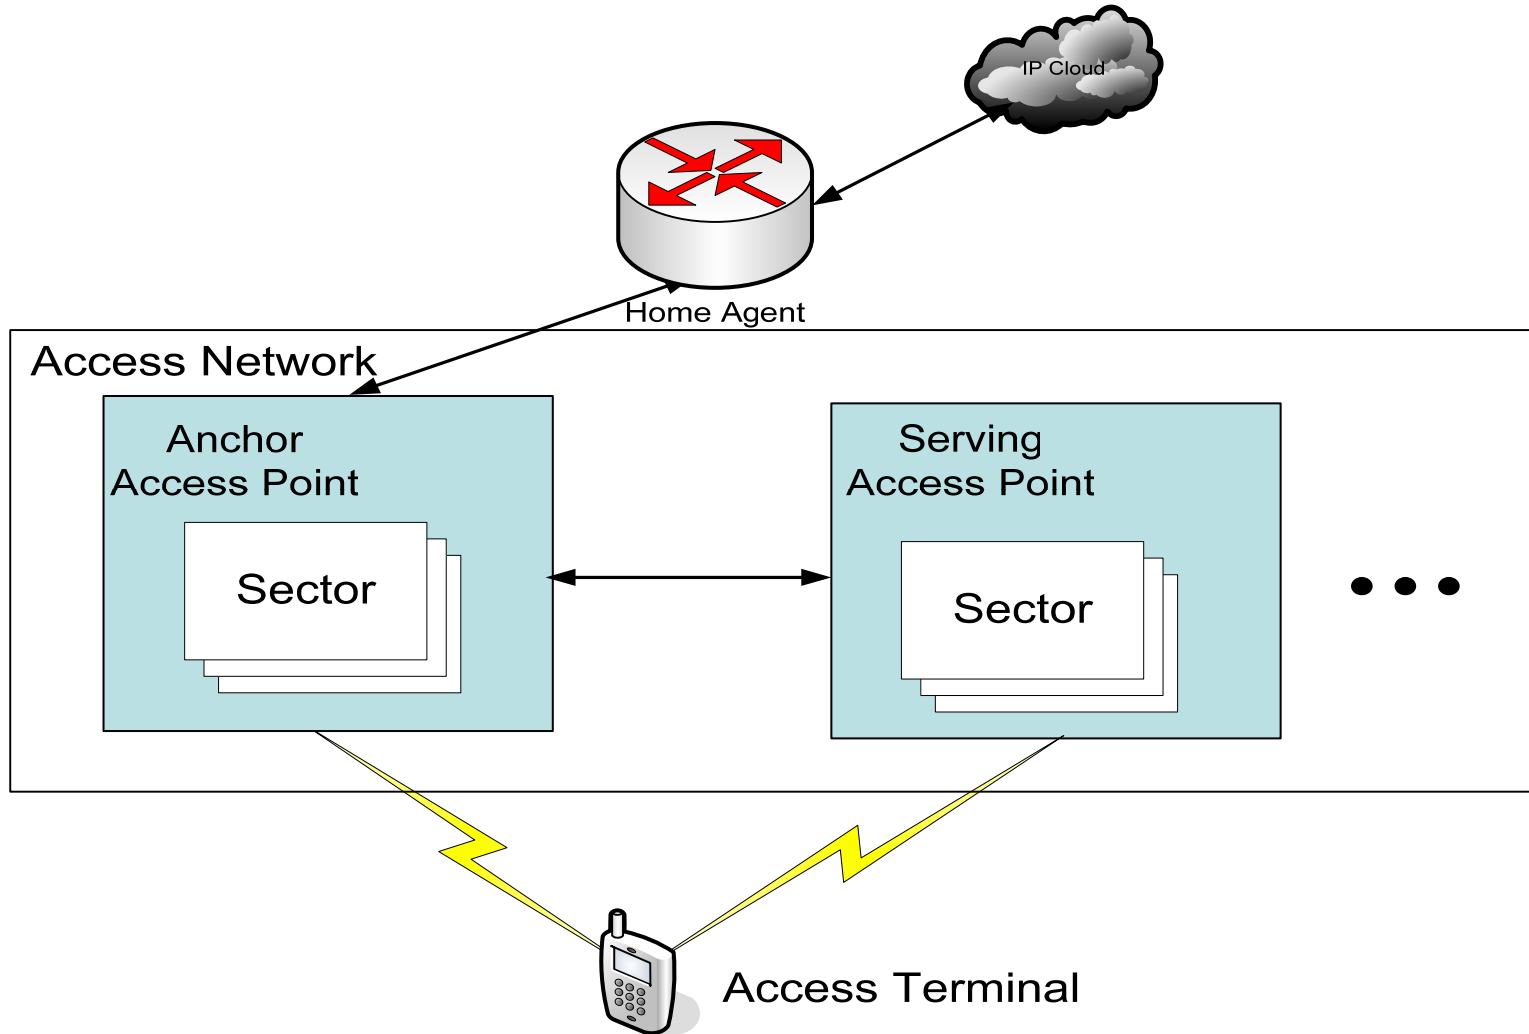 IP Cloud
Home Agent
Access Network
Anchor
Access Point
Sector
Serving
Access Point
Sector
Access Terminal